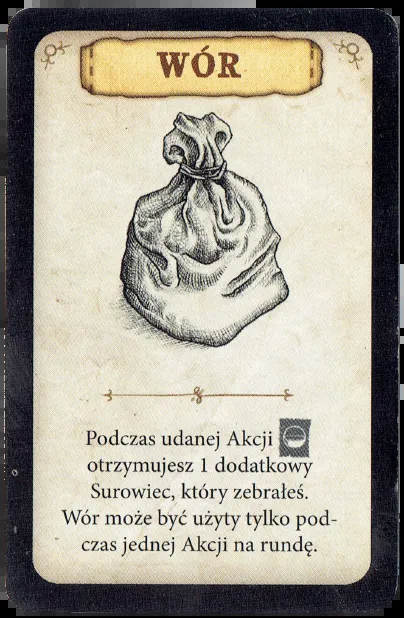 WÓR
Podczas udanej Akcji
otrzymujesz 1 dodatkowy
Surowiec, który zebrałeś.
Wór może być użyty tylko pod-
czas jednej Akcji na rundę.